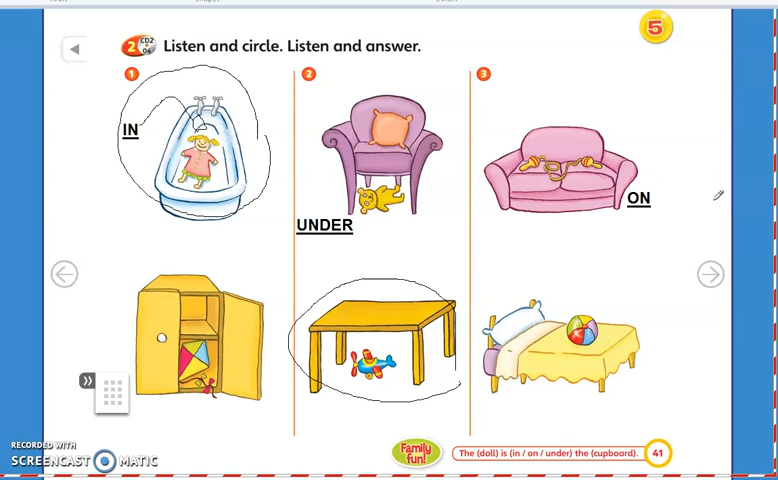 5
2 CD2 04 Listen and circle. Listen and answer.
1
2
3
IN
UNDER
ON
RECORDED WITH
SCREENCAST O MATIC
Family fun!
The (doll) is (in / on / under) the (cupboard).
41